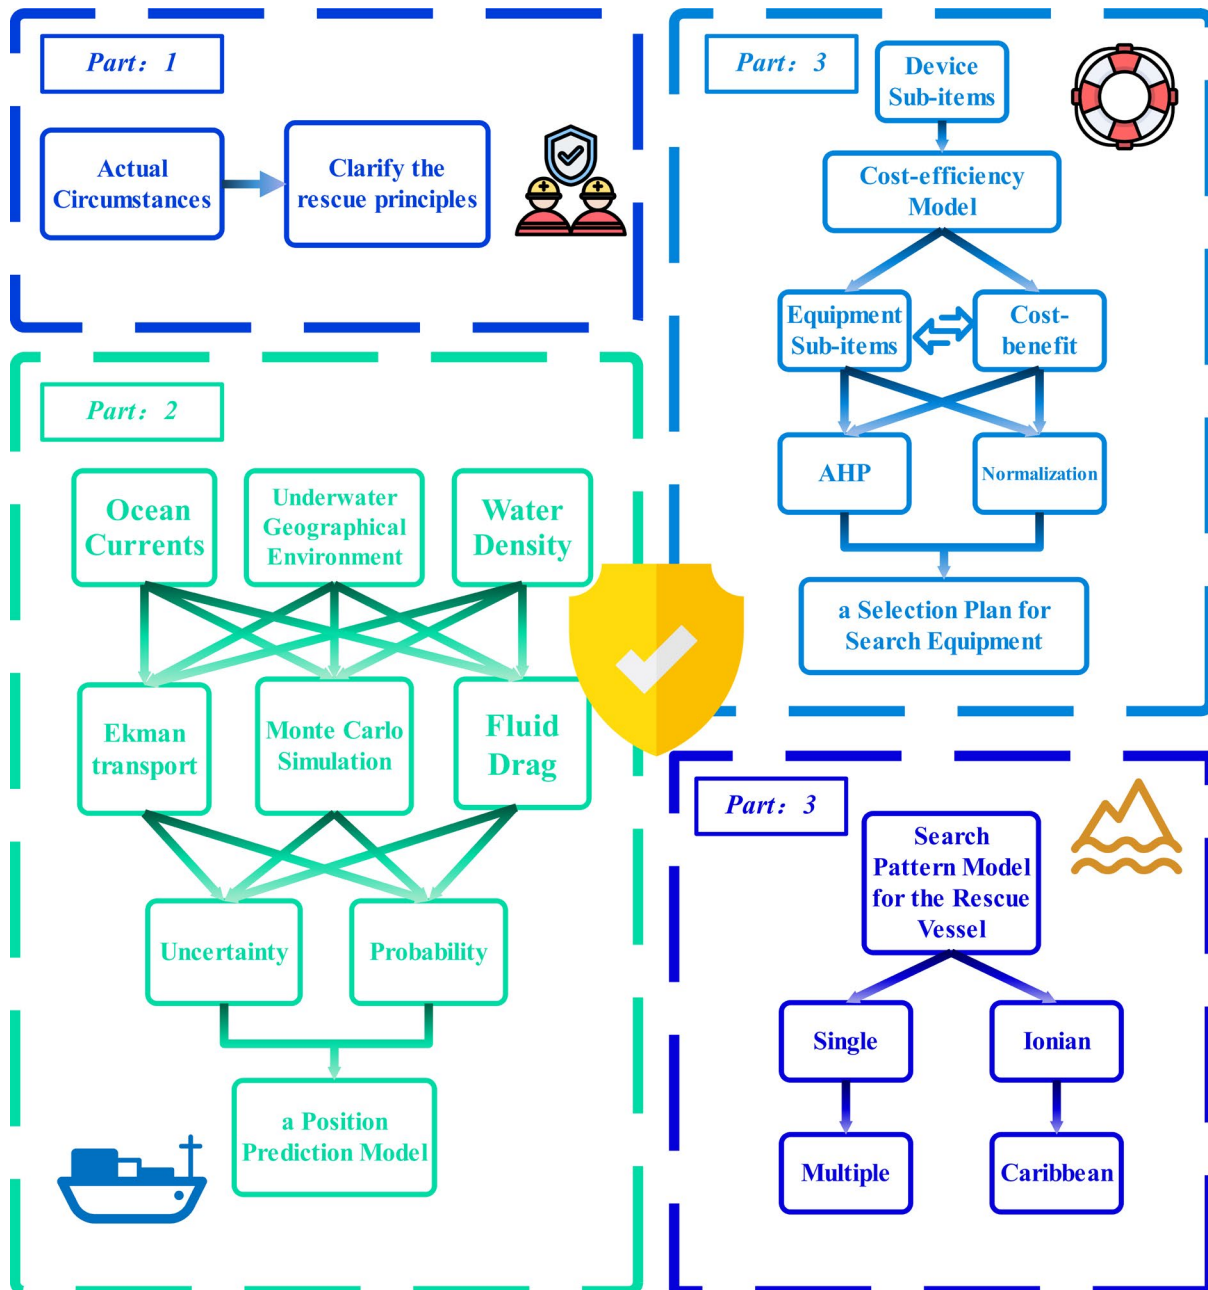 Part：1
Actual
Circumstances
Clarify the
rescue principles
Part：2
Ocean
Currents
Underwater
Geographical
Environment
Water
Density
Ekman
transport
Monte Carlo
Simulation
Fluid
Drag
Uncertainty
Probability
a Position
Prediction Model
Part：3
Device
Sub-items
Cost-efficiency
Model
Equipment
Sub-items
Cost-
benefit
AHP
Normalization
a Selection Plan for
Search Equipment
Part：3
Search
Pattern Model
for the Rescue
Vessel
Single
Ionian
Multiple
Caribbean